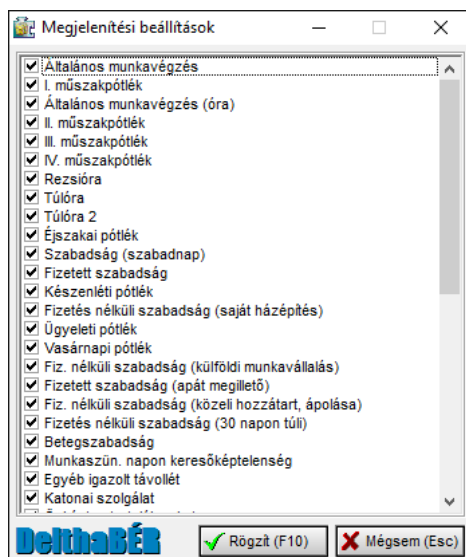 Megjelenítési beállítások
Általános munkavégzés
I. műszakpótlék
Általános munkavégzés (óra)
II. műszakpótlék
III. műszakpótlék
IV. műszakpótlék
Rezsióra
Túlóra
Túlóra 2
Éjszakai pótlék
Szabadság (szabadnap)
Fizetett szabadság
Készenléti pótlék
Fizetés nélküli szabadság (saját házépítés)
Ügyeleti pótlék
Vasárnapi pótlék
Fiz. nélküli szabadság (külföldi munkavállalás)
Fizetett szabadság (apát megillető)
Fiz. nélküli szabadság (közeli hozzátart, ápolása)
Fizetés nélküli szabadság (30 napon túli)
Betegszabadság
Munkaszün. napon keresőképtelenség
Egyéb igazolt távollét
Katonai szolgálat
DelthaBÉR
Rögzít (F10)
Mégsem (Esc)